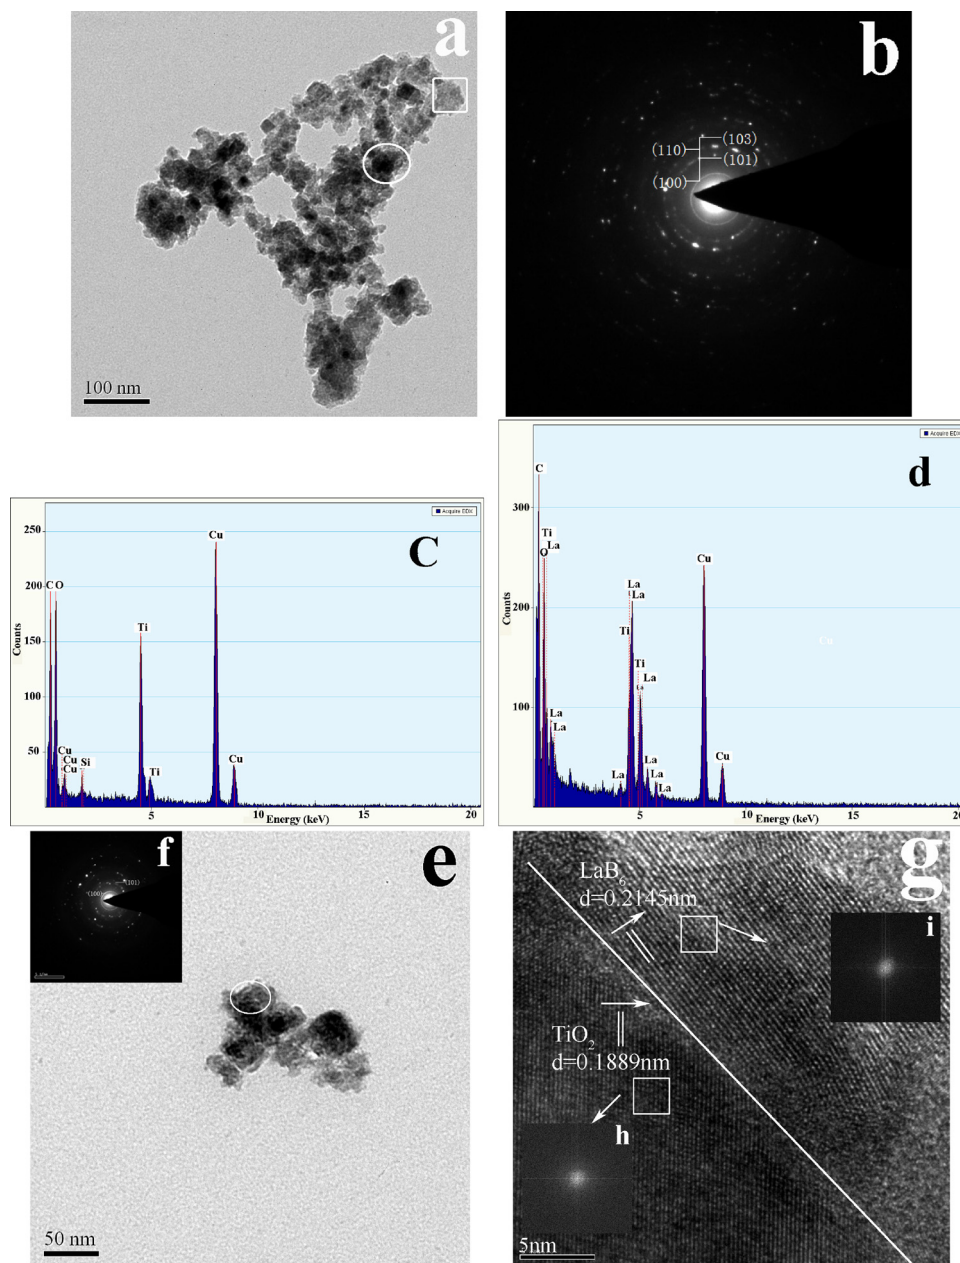 a
100 nm
b
(103)
(110)
(101)
(100)
Acquire EDX
C
250
200
150
100
50
Counts
C
O
Cu
Cu
Cu
Si
Ti
Ti
Cu
Cu
5
10
15
20
Energy (keV)
Acquire EDX
d
300
200
100
Counts
C
Ti
La
O
La
La
La
La
Ti
Ti
La
La
La
La
La
Cu
Cu
Cu
5
10
15
20
Energy (keV)
f
(101)
(100)
e
50 nm
g
LaB6
d=0.2145nm
i
TiO2
d=0.1889nm
h
5nm